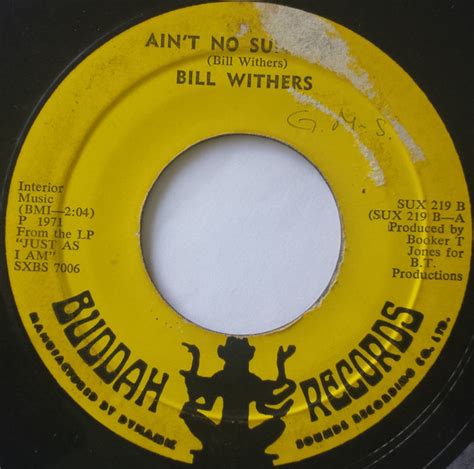 AIN'T NO SU
(Bill Withers)
BILL WITHERS
G. M-S.
Interior
Music
(BMI—2:04)
P 1971
From the LP
"JUST AS
I AM"
SXBS 7006
SUX 219 B
(SUX 219 B—A
Produced by
Booker T
Jones for
B.T.
Productions
BUDDAH RECORDS
MANUFACTURED BY DYNAMIC SOUNDS RECORDING CO. LTD.